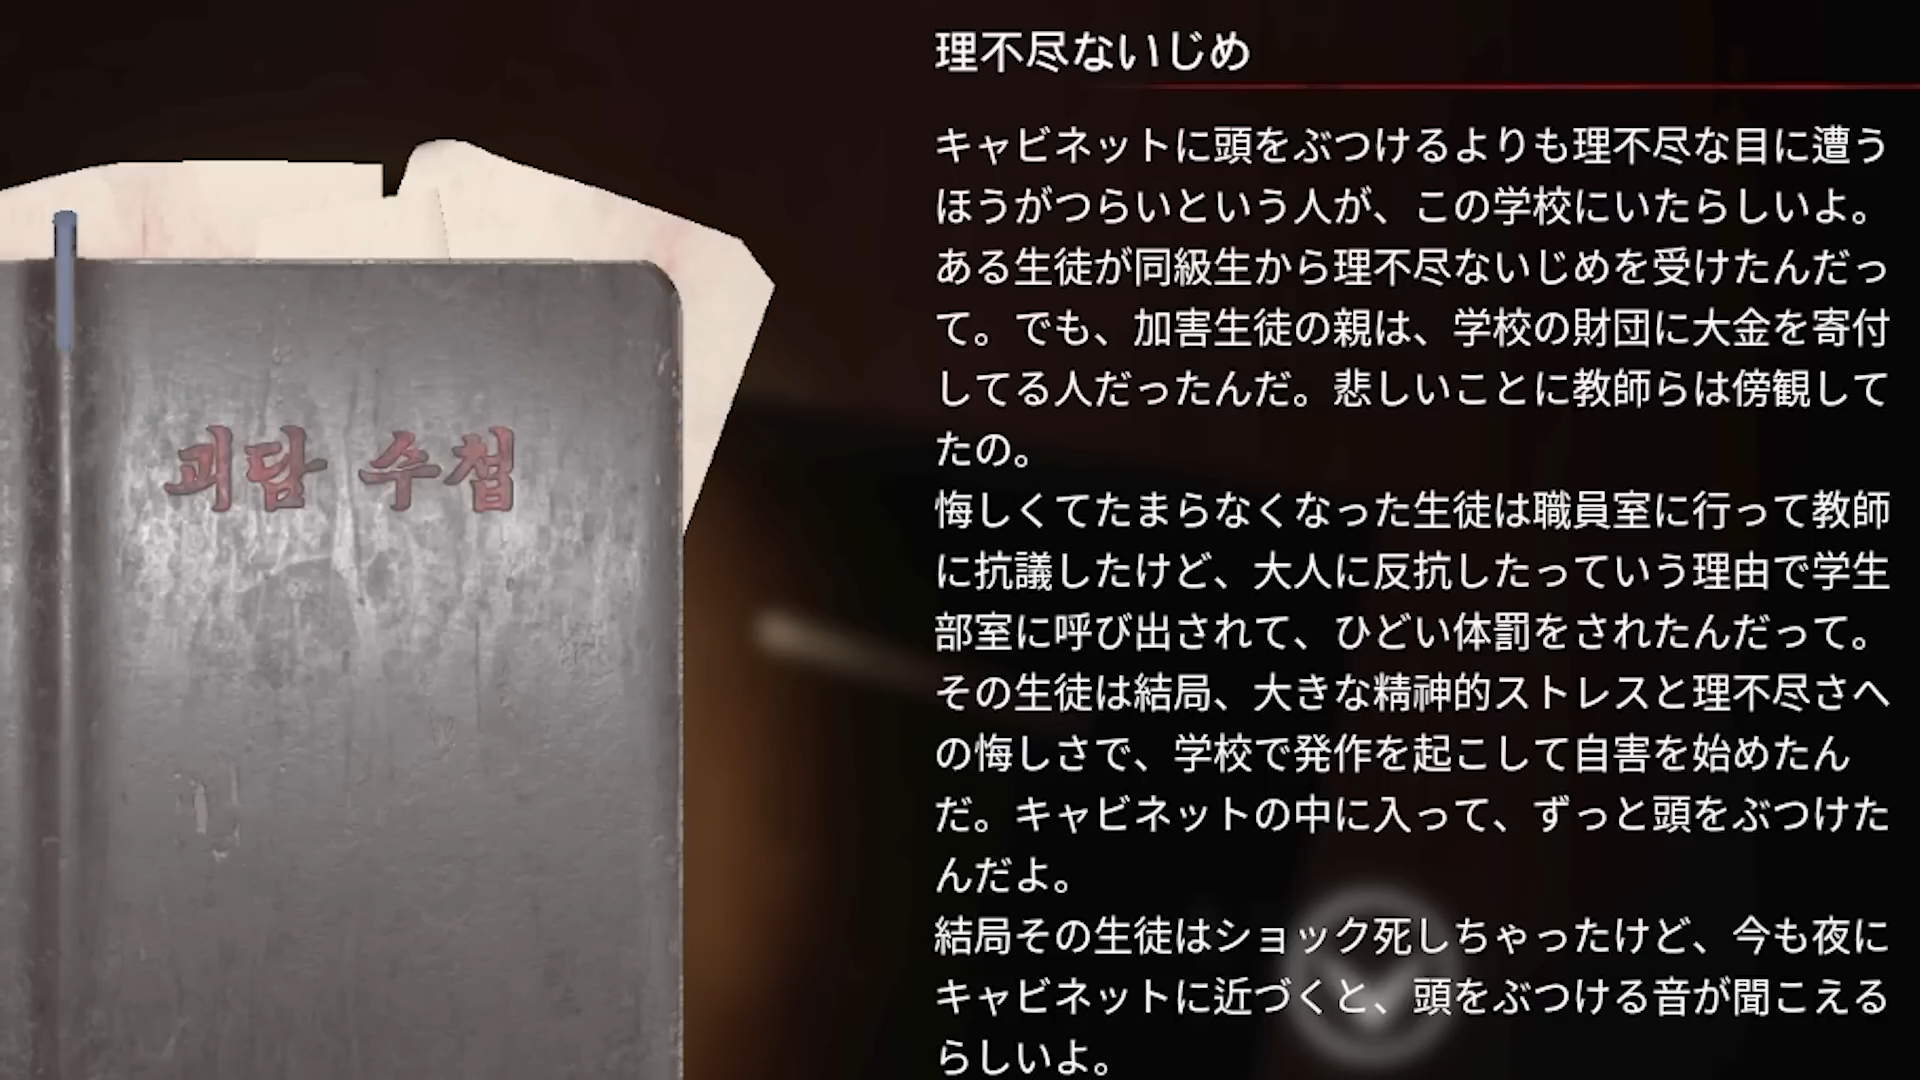 理不尽ないじめ
キャビネットに頭をぶつけるよりも理不尽な目に遭う
ほうがつらいという人が、この学校にいたらしいよ。
ある生徒が同級生から理不尽ないじめを受けたんだっ
て。でも、加害生徒の親は、学校の財団に大金を寄付
してる人だったんだ。悲しいことに教師らは傍観して
たの。
悔しくてたまらなくなった生徒は職員室に行って教師
に抗議したけど、大人に反抗したっていう理由で学生
部室に呼び出されて、ひどい体罰をされたんだって。
その生徒は結局、大きな精神的ストレスと理不尽さへ
の悔しさで、学校で発作を起こして自害を始めたん
だ。キャビネットの中に入って、ずっと頭をぶつけた
んだよ。
結局その生徒はショック死しちゃったけど、今も夜に
キャビネットに近づくと、頭をぶつける音が聞こえる
らしいよ。
괴담 수첩